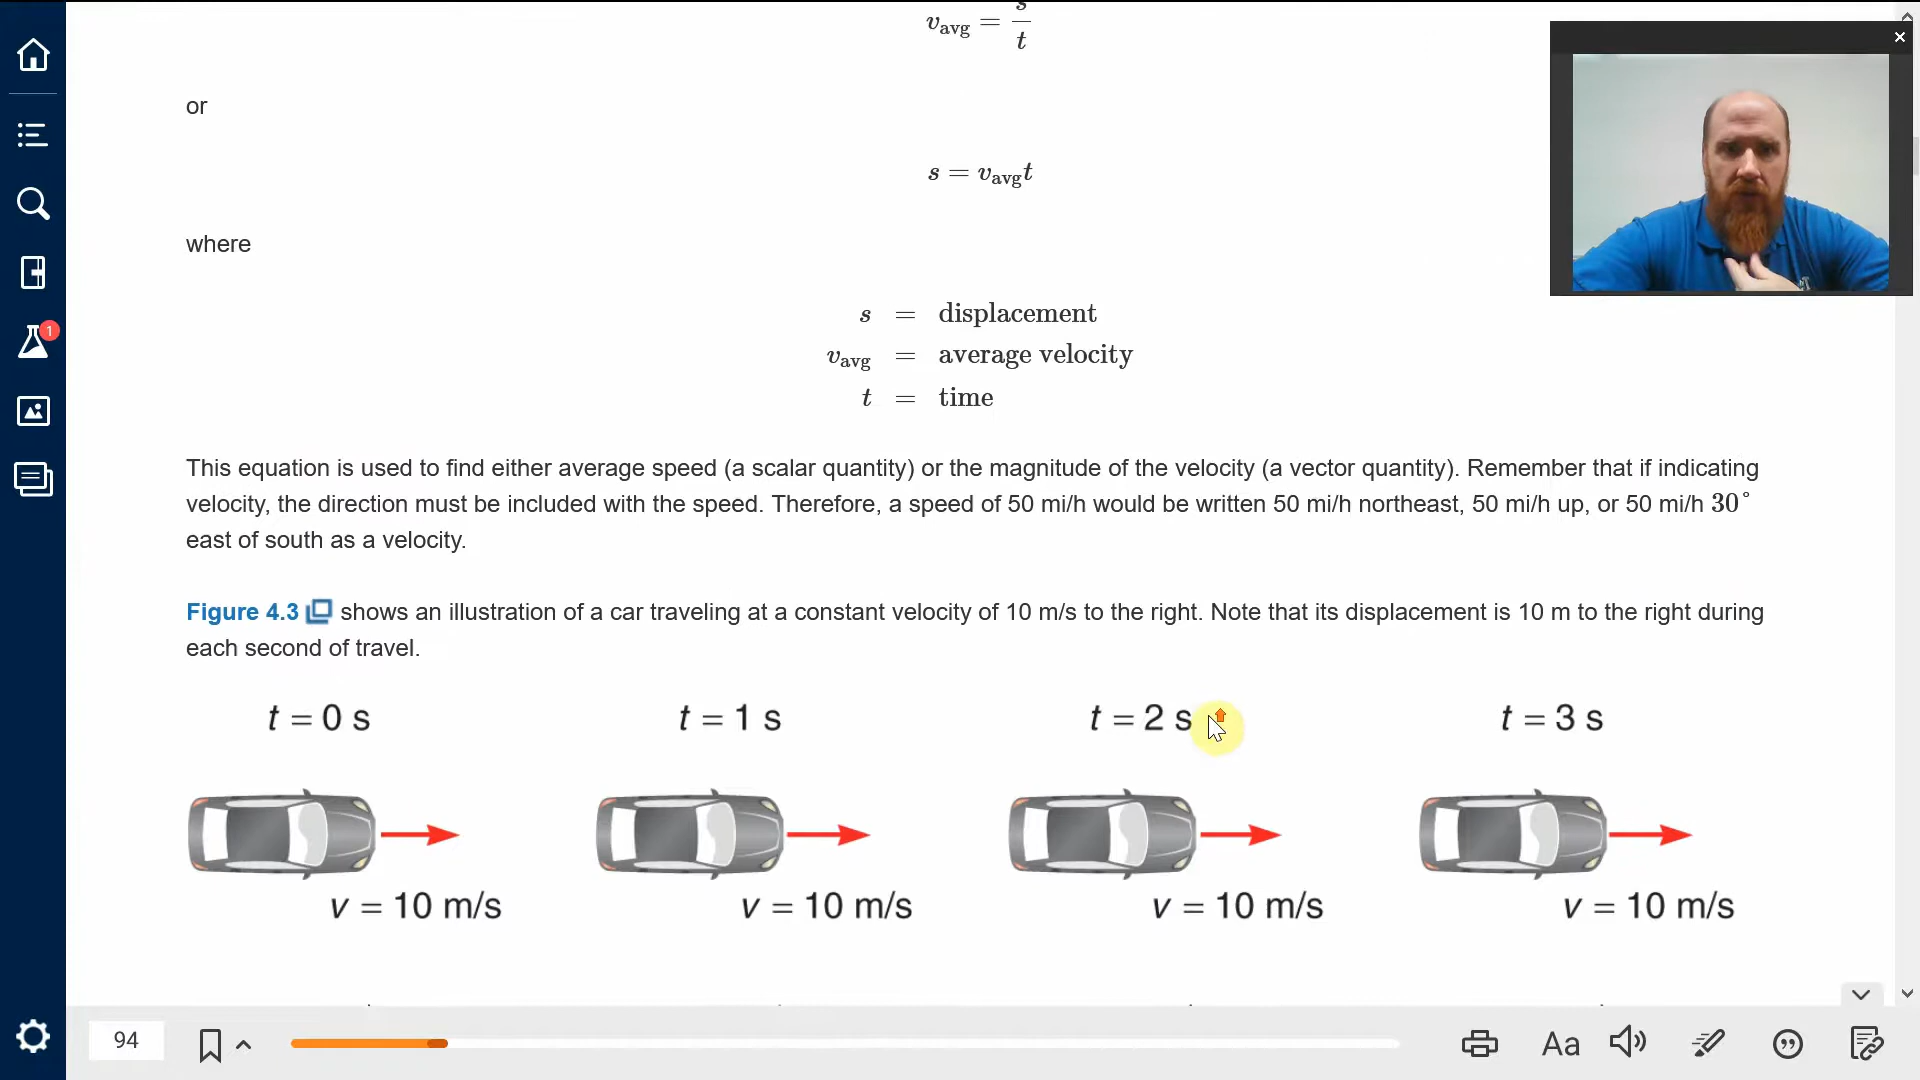 v_avg = s/t
or
s = v_avg t
where
s = displacement
v_avg = average velocity
t = time
This equation is used to find either average speed (a scalar quantity) or the magnitude of the velocity (a vector quantity). Remember that if indicating
velocity, the direction must be included with the speed. Therefore, a speed of 50 mi/h would be written 50 mi/h northeast, 50 mi/h up, or 50 mi/h 30°
east of south as a velocity.
Figure 4.3 shows an illustration of a car traveling at a constant velocity of 10 m/s to the right. Note that its displacement is 10 m to the right during
each second of travel.
t = 0 s t = 1 s t = 2 s t = 3 s
v = 10 m/s v = 10 m/s v = 10 m/s v = 10 m/s
1
94
Aa